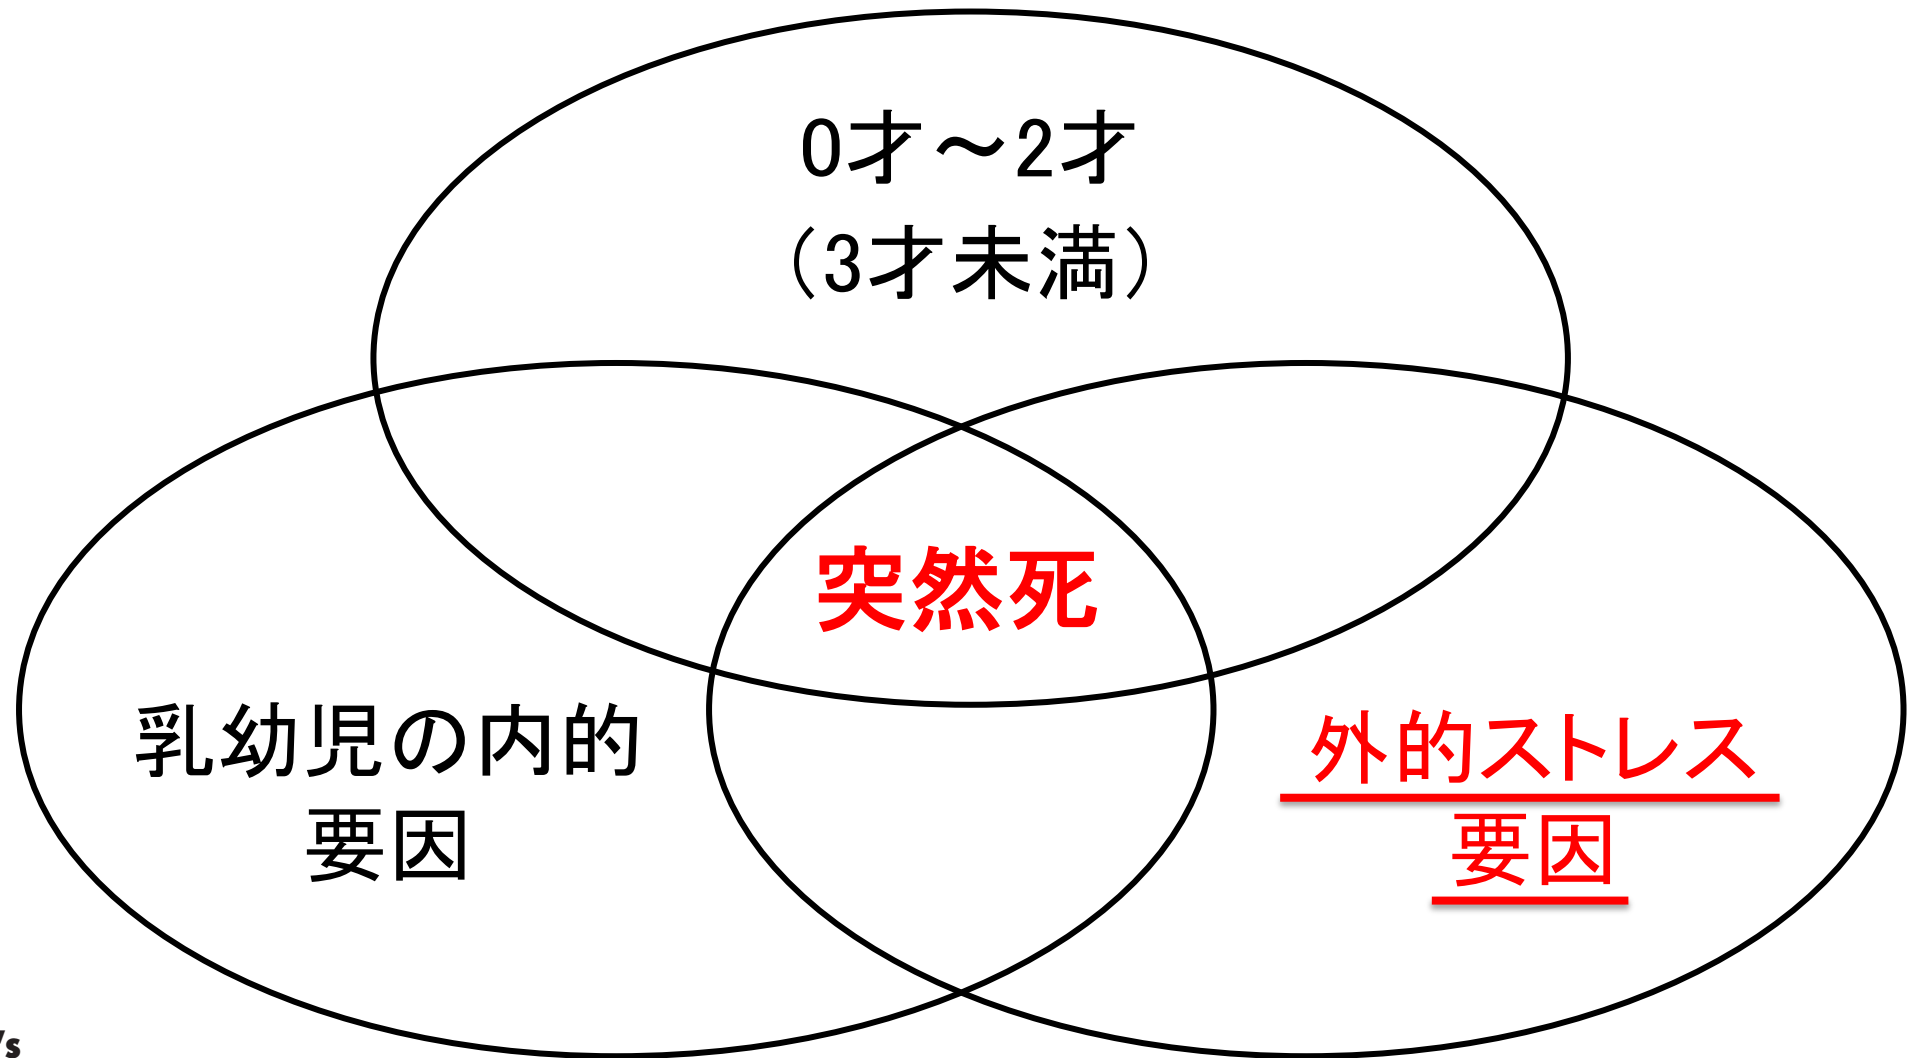 0才～2才
（3才未満）
突然死
乳幼児の内的
要因
外的ストレス
要因
's